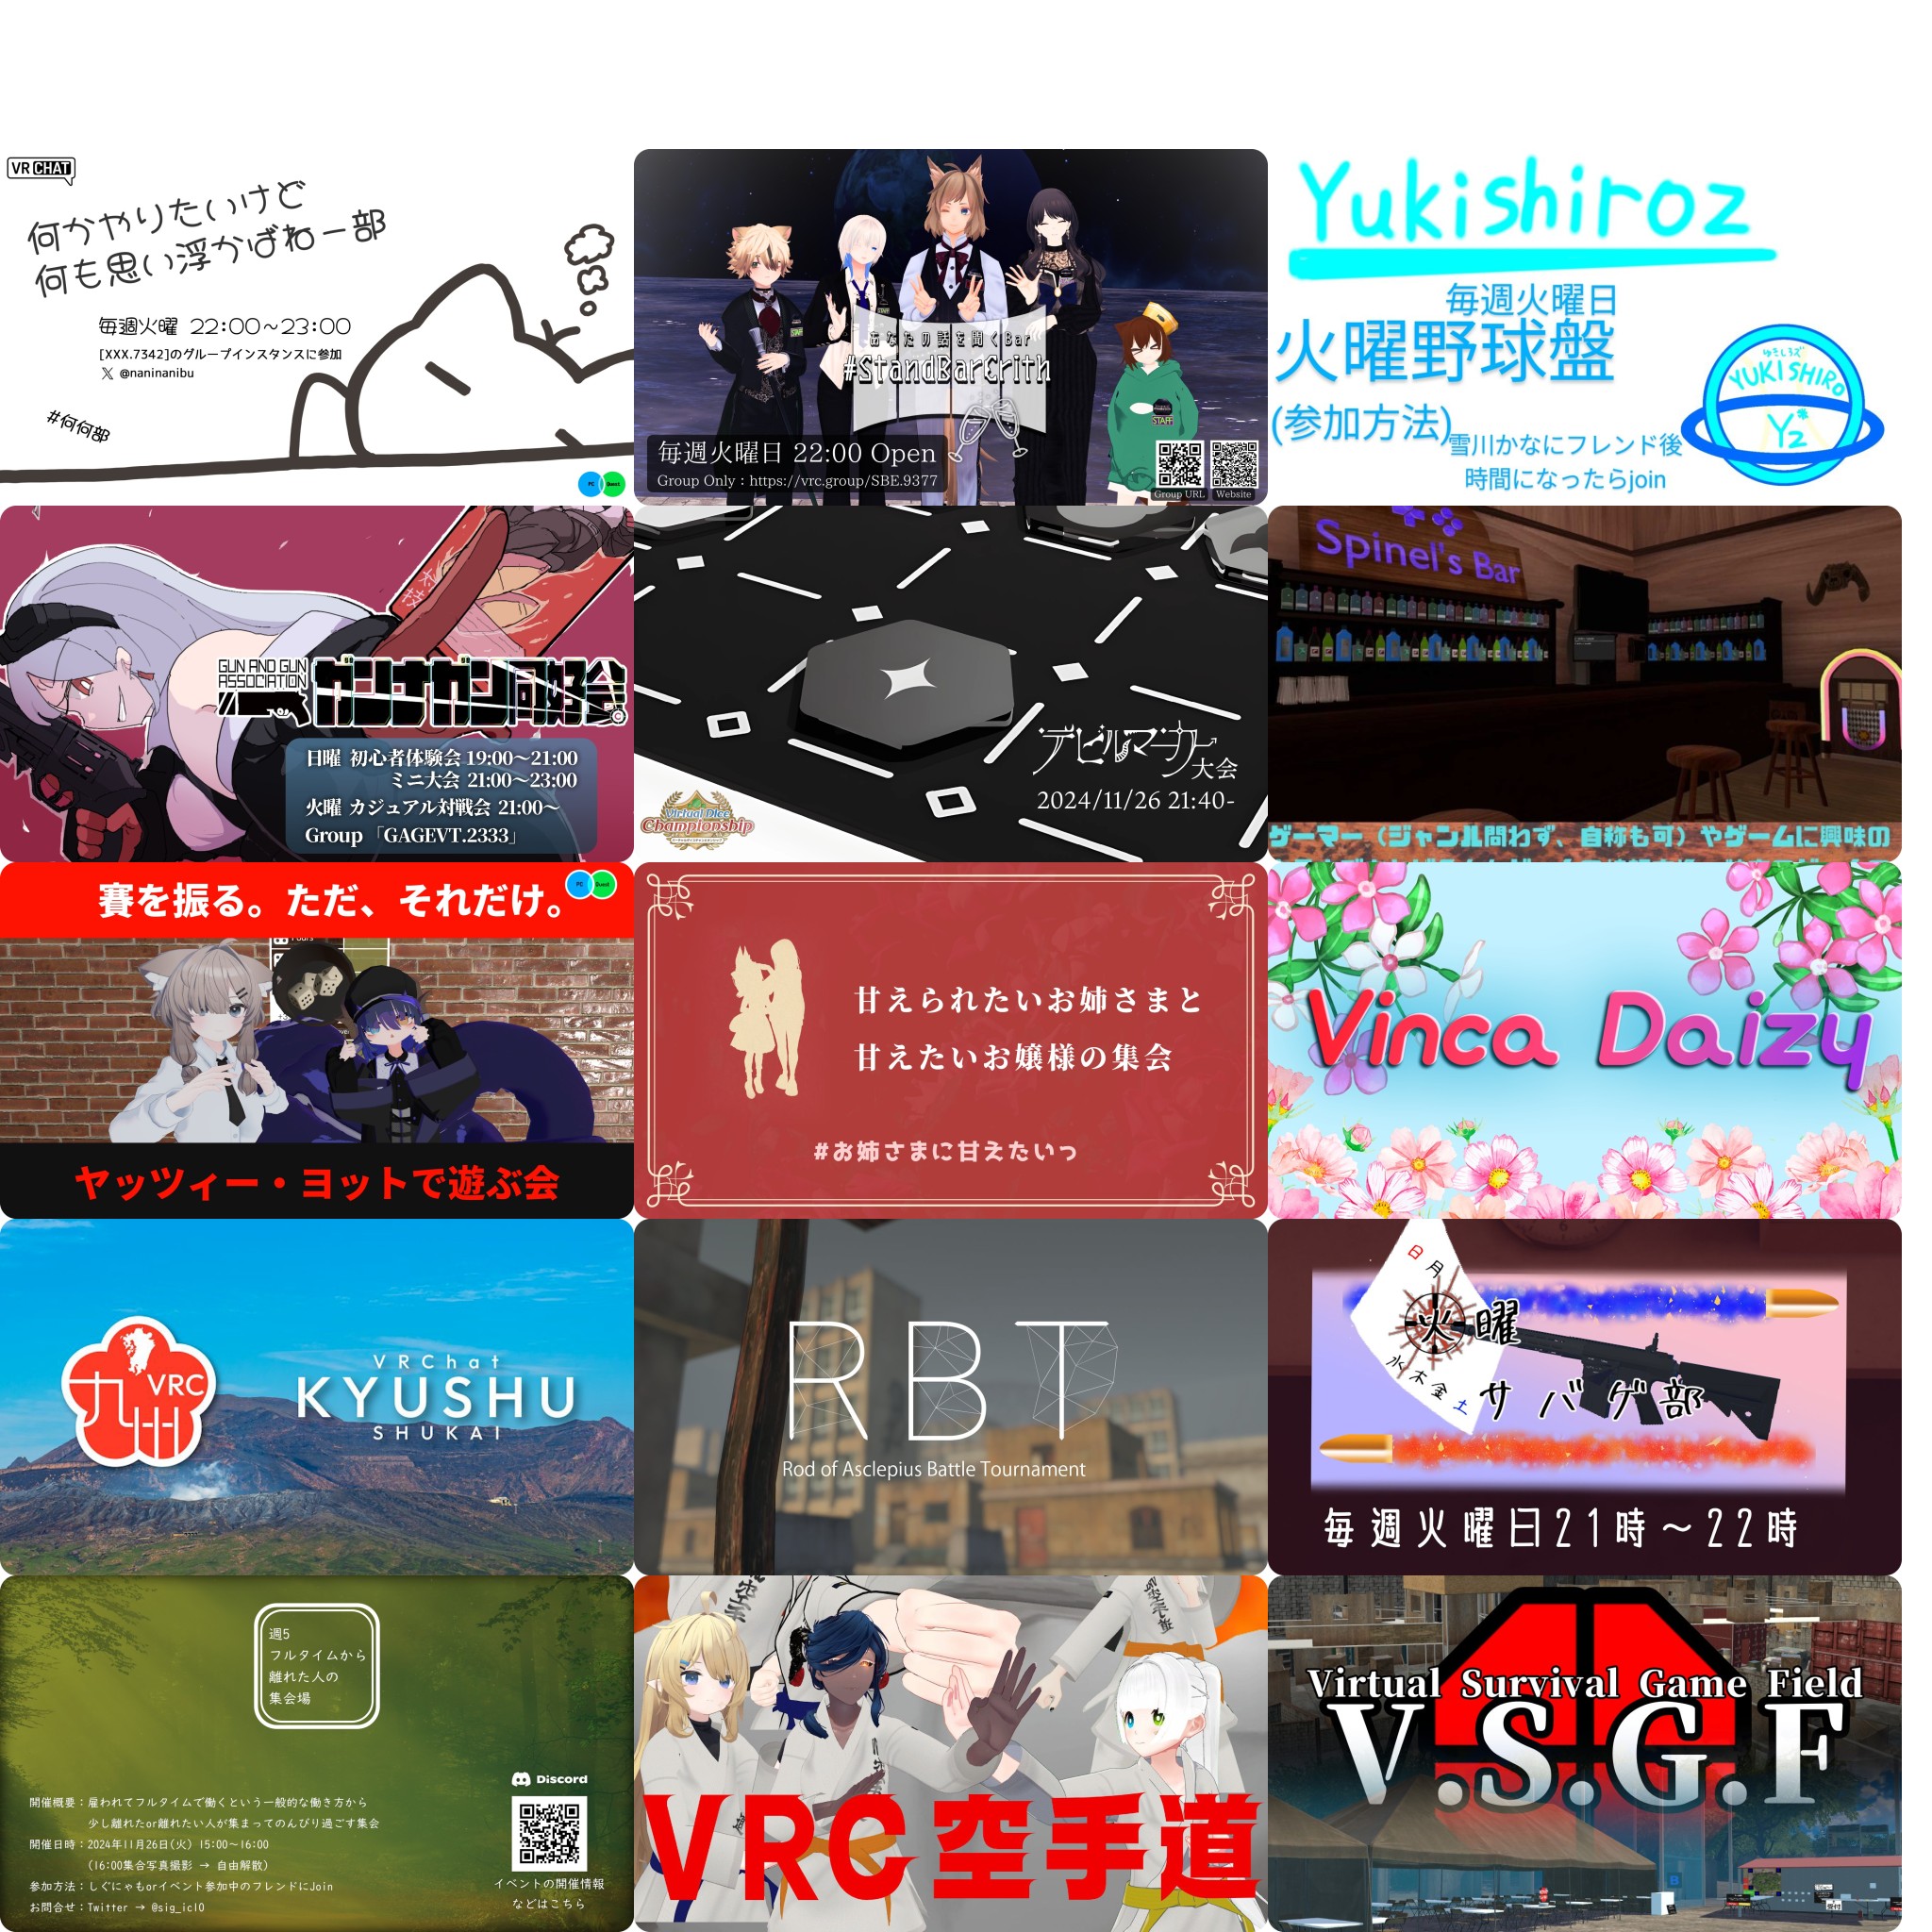 VRCHAT
何かやりたいけど
何も思い浮かばねー部
毎週火曜 22:00～23:00
[XXX.7342]のグループインスタンスに参加
X @naninanibu
#何何部
PC
Quest
あなたの話を聞くBar
#StandBarCrith
STAFF
毎週火曜日 22:00 Open
Group Only : https://vrc.group/SBE.9377
Group URL
Website
Yukishiroz
毎週火曜日
火曜野球盤
(参加方法)
雪川かなにフレンド後
時間になったらjoin
ゆきしろズ
YUKISHIRO
Yz
GUN AND GUN
ASSOCIATION
ガンナガン同好会
日曜 初心者体験会 19:00～21:00
ミニ大会 21:00～23:00
火曜 カジュアル対戦会 21:00～
Group 「GAGEVT.2333」
デビルマーカー
大会
2024/11/26 21:40-
Virtual Dice
Championship
Spinel's Bar
ゲーマー（ジャンル問わず、自称も可）やゲームに興味の
賽を振る。ただ、それだけ。
PC
Quest
ヤッツィー・ヨットで遊ぶ会
甘えられたいお姉さまと
甘えたいお嬢様の集会
#お姉さまに甘えたいっ
Vinca Daizy
九州
VRC
VRChat
KYUSHU
SHUKAI
RBT
Rod of Asclepius Battle Tournament
日
月
火曜
水
木
金
土
サバゲ部
毎週火曜日21時～22時
週5
フルタイムから
離れた人の
集会場
開催概要：雇われてフルタイムで働くという一般的な働き方から
少し離れたor離れたい人が集まってのんびり過ごす集会
開催日時：2024年11月26日(火) 15:00～16:00
(16:00集合写真撮影 → 自由解散)
参加方法：しぐにゃもorイベント参加中のフレンドにJoin
お問合せ：Twitter → @sig_icl0
Discord
イベントの開催情報
などはこちら
VRC空手道
Virtual Survival Game Field
V.S.G.F